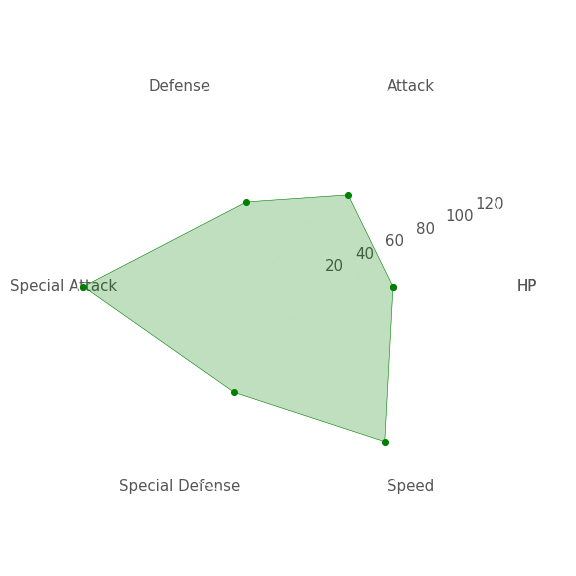 Defense
Attack
120
100
80
60
40
20
Special Attack
HP
Special Defense
Speed